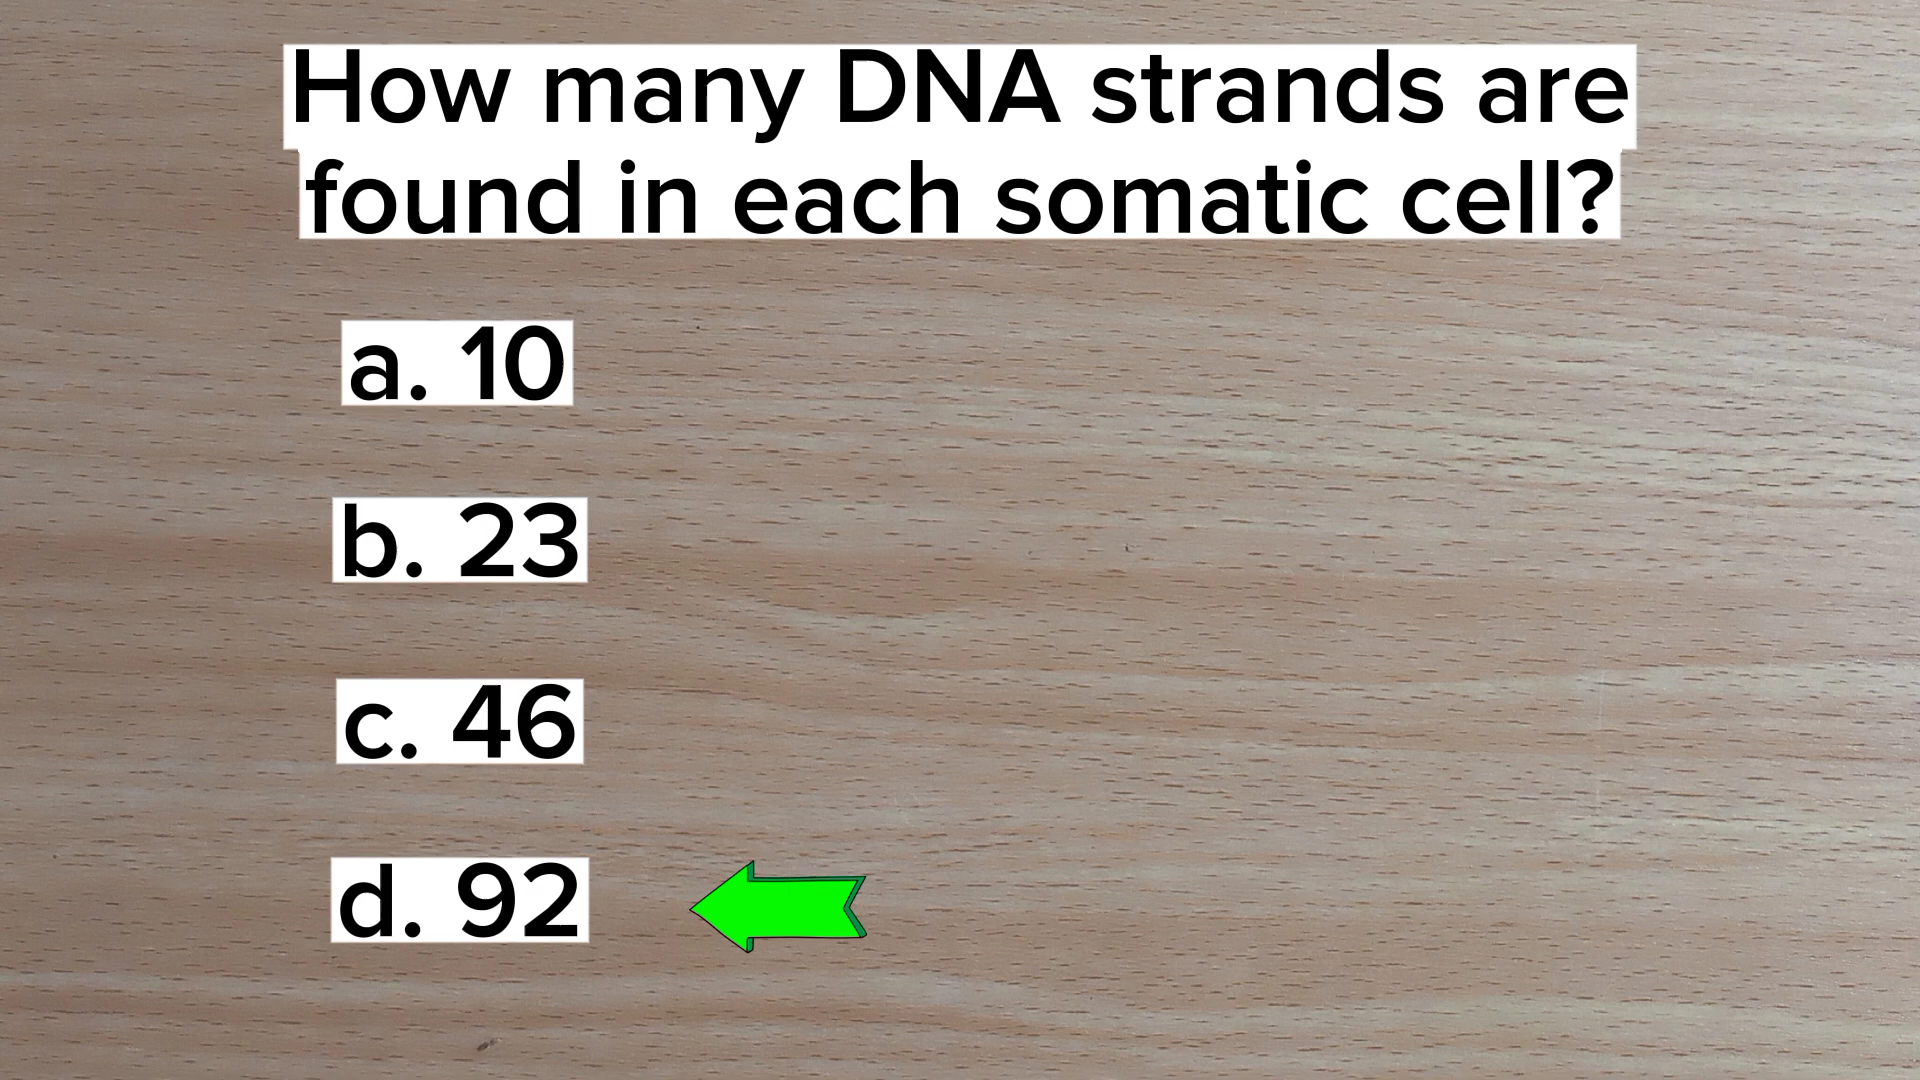 How many DNA strands are
found in each somatic cell?
a. 10
b. 23
c. 46
d. 92